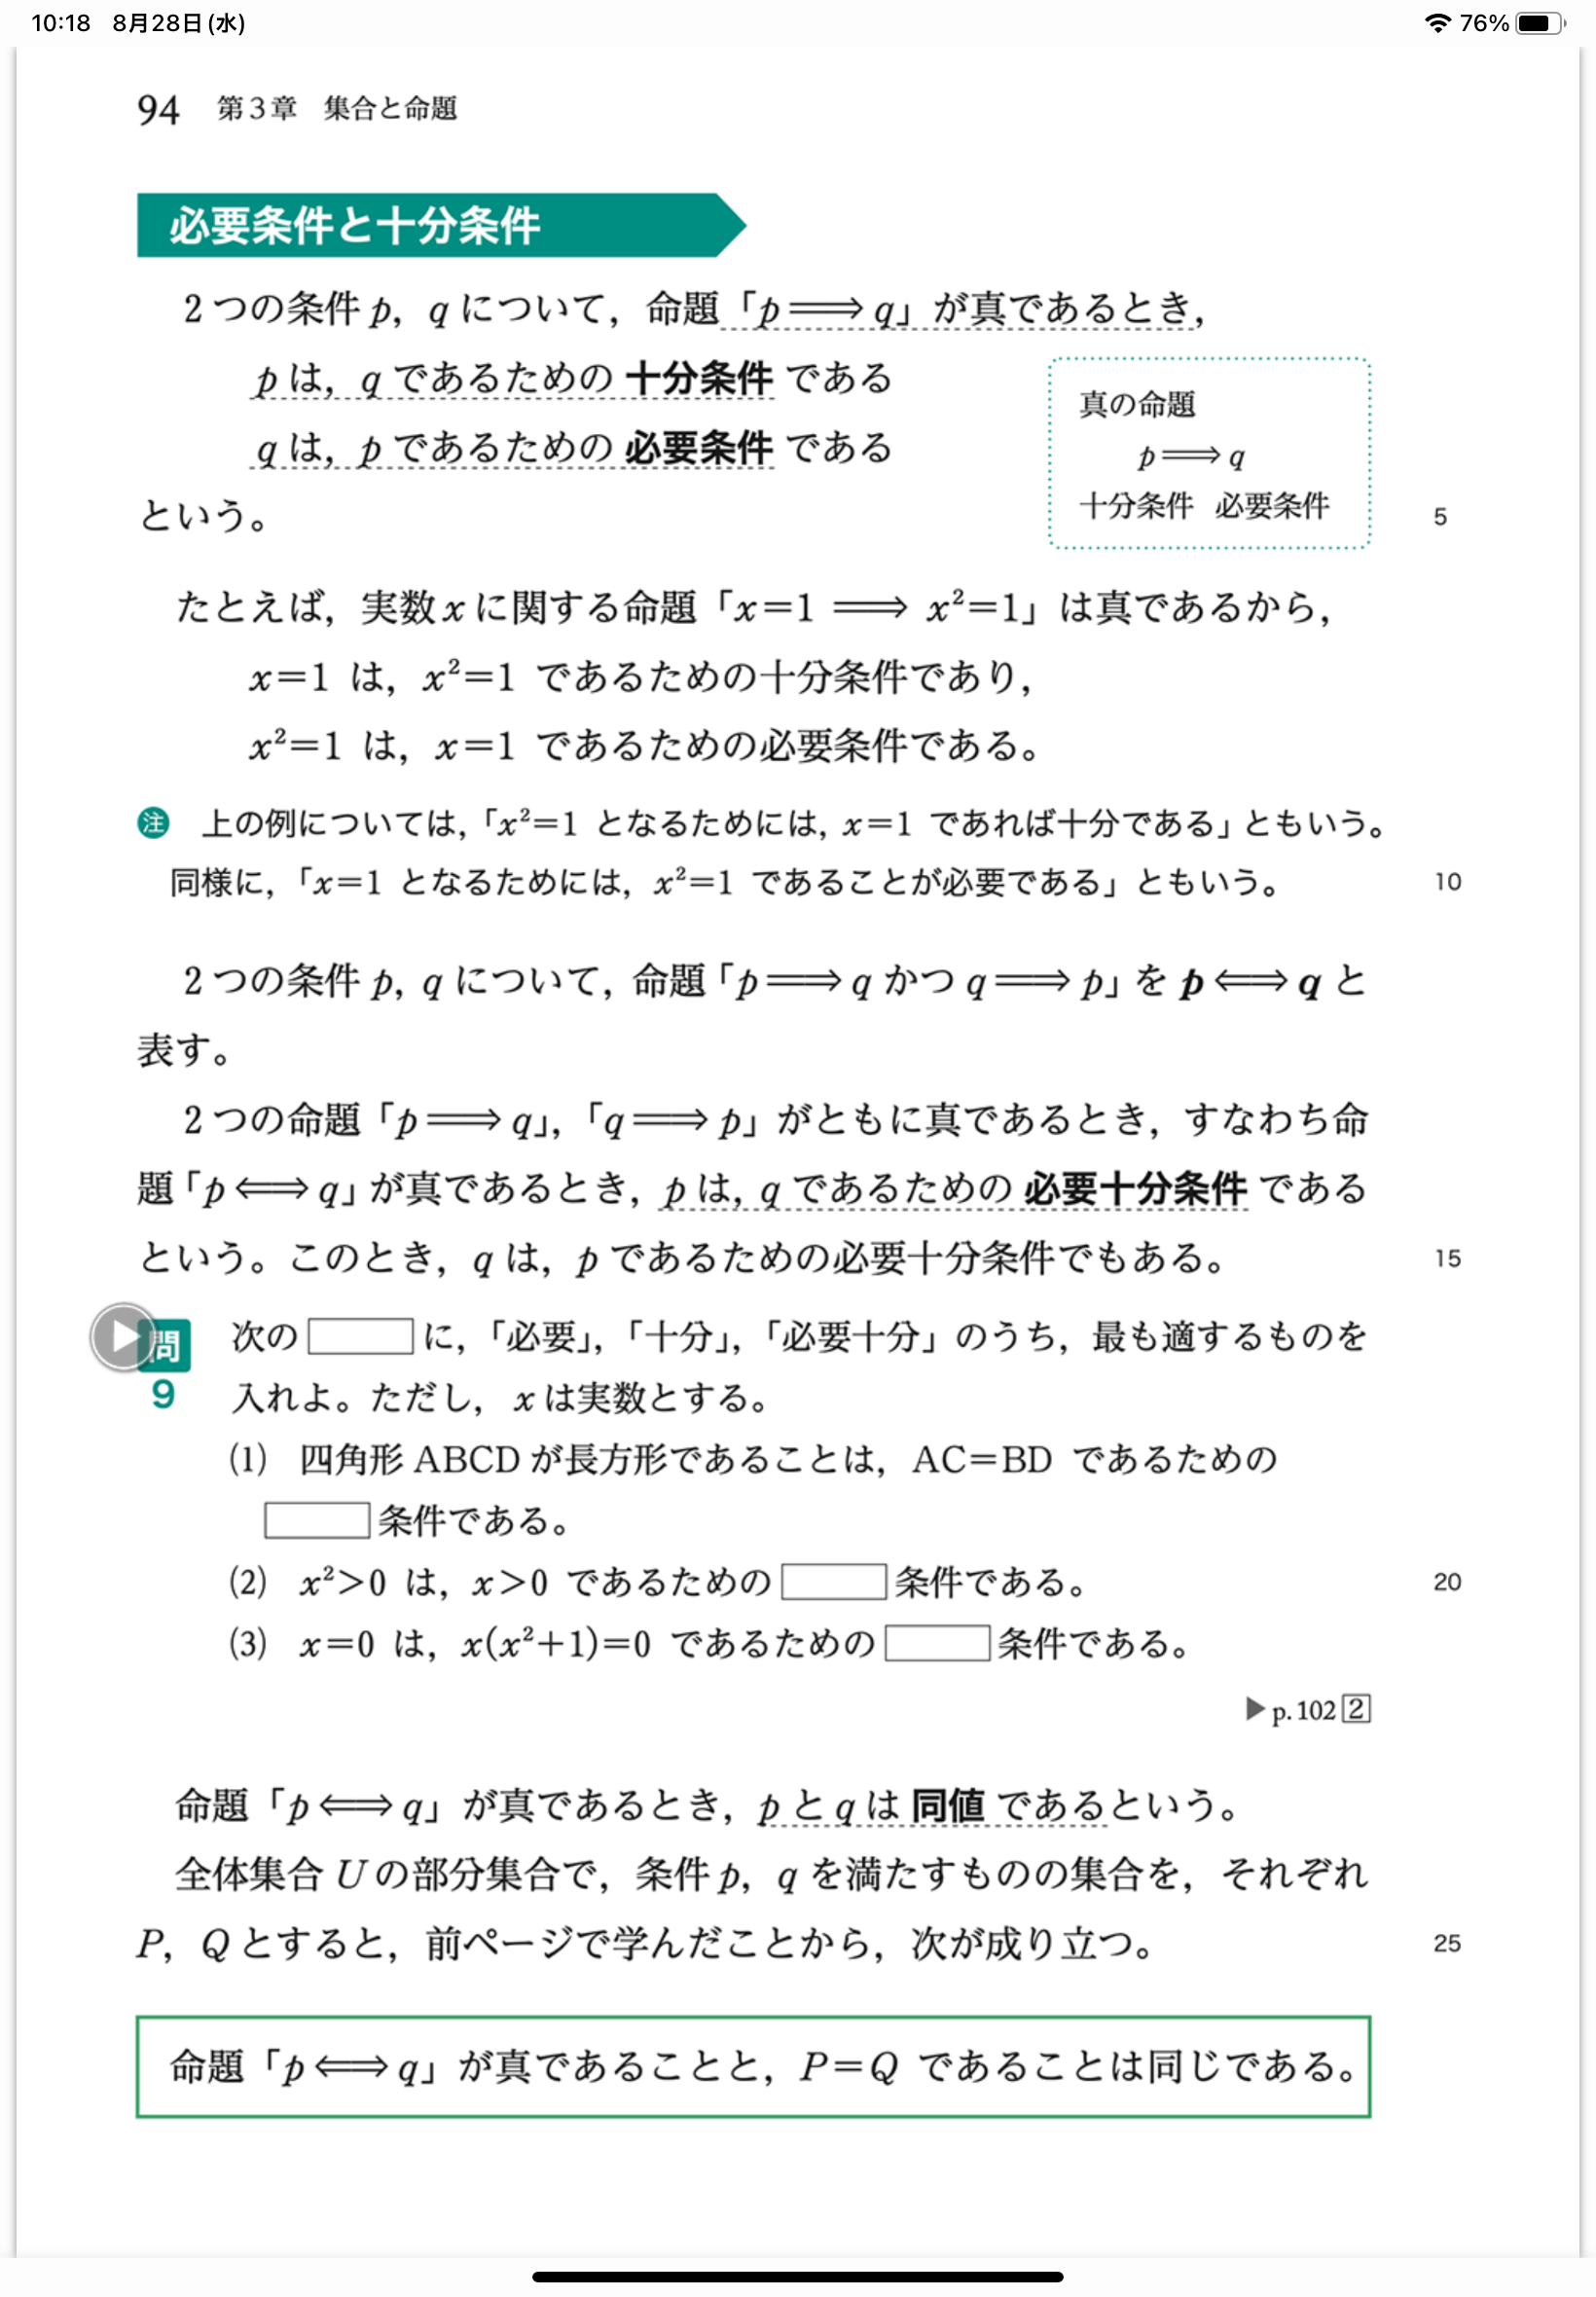 10:18 8月28日(水) 76%
94 第3章 集合と命題
必要条件と十分条件
2つの条件 p, q について,命題「p⟹q」が真であるとき,
p は,q であるための 十分条件 である
q は,p であるための 必要条件 である
という。
真の命題
p⟹q
十分条件 必要条件
5
たとえば,実数 x に関する命題「x=1 ⟹ x²=1」は真であるから,
x=1 は,x²=1 であるための十分条件であり,
x²=1 は,x=1 であるための必要条件である。
注 上の例については,「x²=1 となるためには,x=1 であれば十分である」ともいう。
同様に,「x=1 となるためには,x²=1 であることが必要である」ともいう。
10
2つの条件 p, q について,命題「p⟹q かつ q⟹p」を p⟺q と
表す。
2つの命題「p⟹q」,「q⟹p」がともに真であるとき,すなわち命
題「p⟺q」が真であるとき,p は,q であるための 必要十分条件 である
という。このとき,q は,p であるための必要十分条件でもある。
15
問9 次の に,「必要」,「十分」,「必要十分」のうち,最も適するものを
入れよ。ただし,x は実数とする。
(1) 四角形 ABCD が長方形であることは,AC=BD であるための
条件である。
(2) x²>0 は,x>0 であるための 条件である。
20
(3) x=0 は,x(x²+1)=0 であるための 条件である。
▶p.102 2
命題「p⟺q」が真であるとき,p と q は 同値 であるという。
全体集合 U の部分集合で,条件 p, q を満たすものの集合を,それぞれ
P, Q とすると,前ページで学んだことから,次が成り立つ。
25
命題「p⟺q」が真であることと,P=Q であることは同じである。